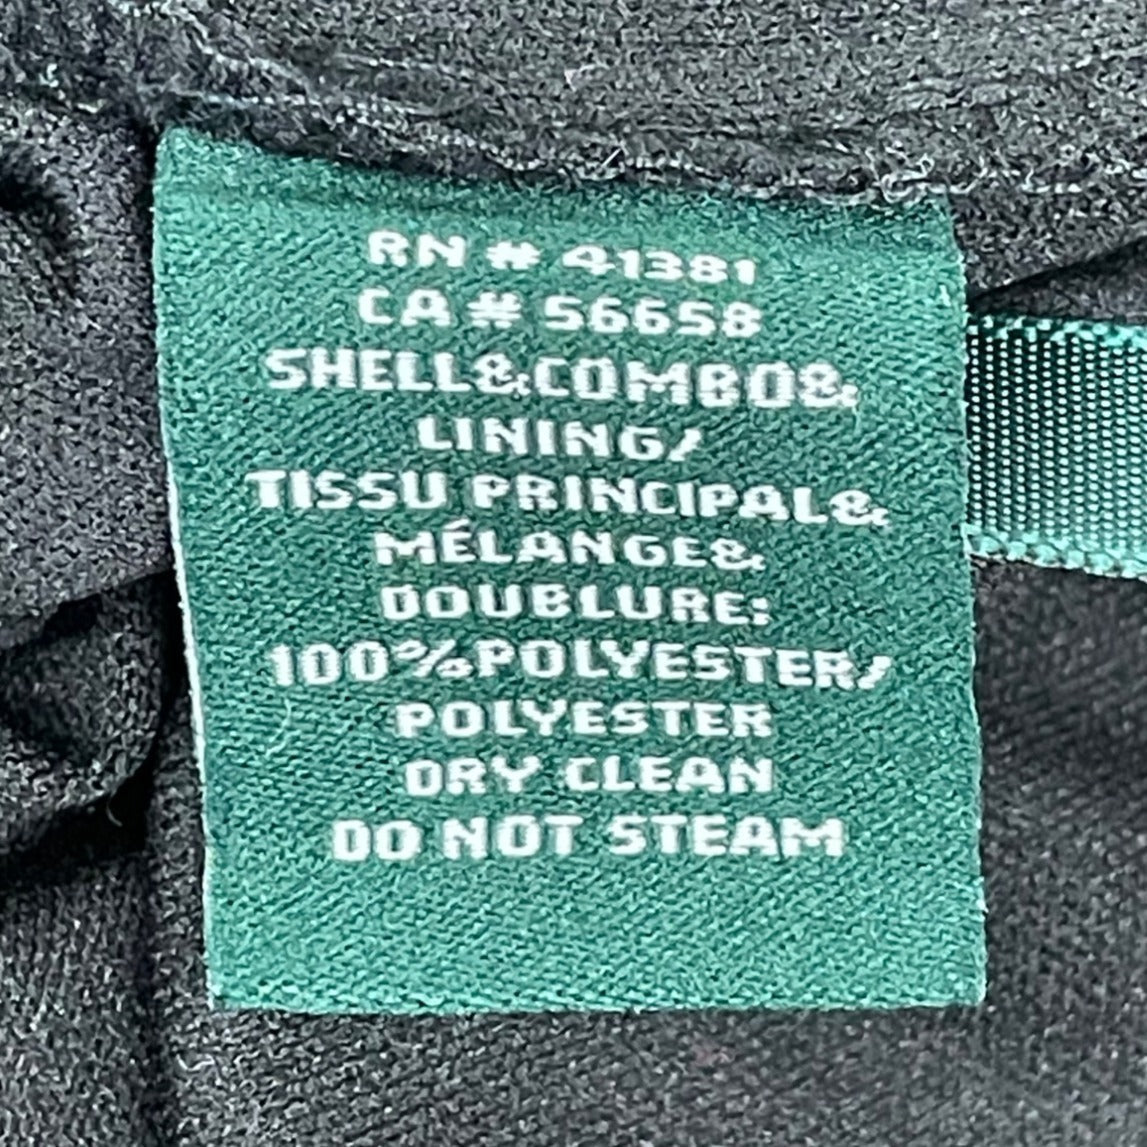 RN # 41381
CA # 56658
SHELL&COMBO&
LINING/
TISSU PRINCIPAL&
MÉLANGE&
DOUBLURE:
100%POLYESTER/
POLYESTER
DRY CLEAN
DO NOT STEAM